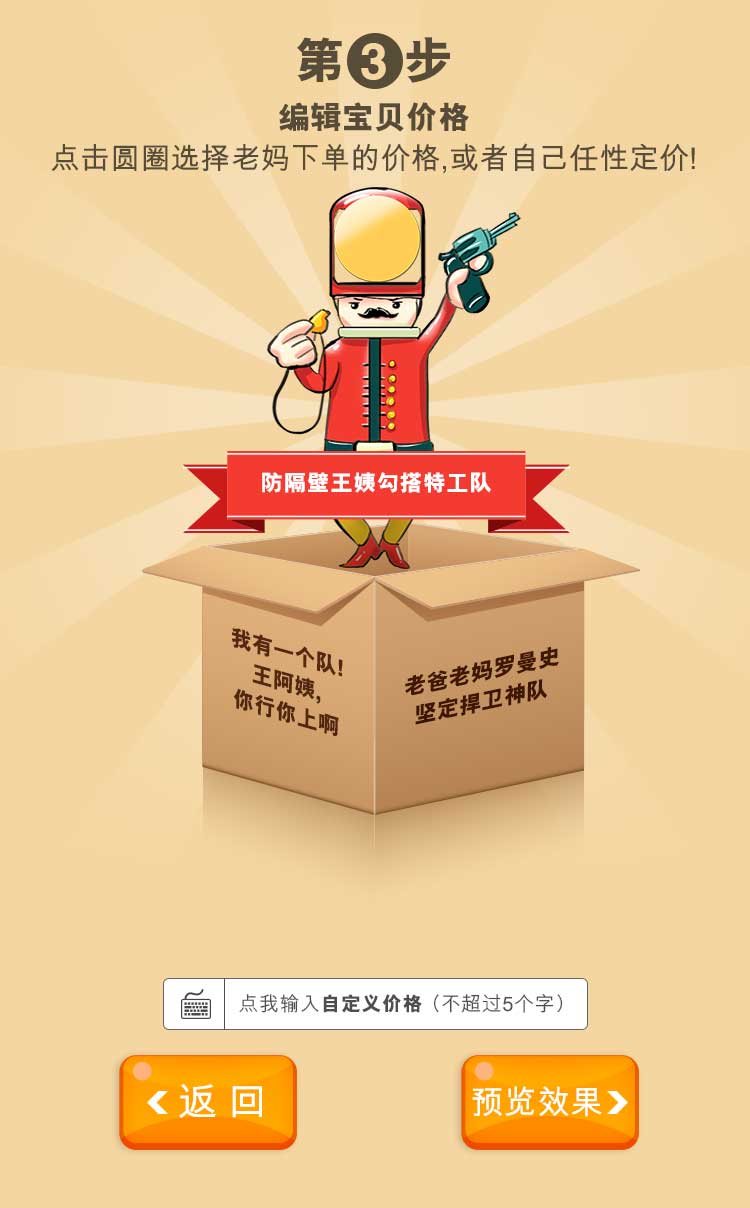 第3步
编辑宝贝价格
点击圆圈选择老妈下单的价格,或者自己任性定价!
防隔壁王姨勾搭特工队
我有一个队!
王阿姨,
你行你上啊
老爸老妈罗曼史
坚定捍卫神队
点我输入自定义价格（不超过5个字）
返回
预览效果